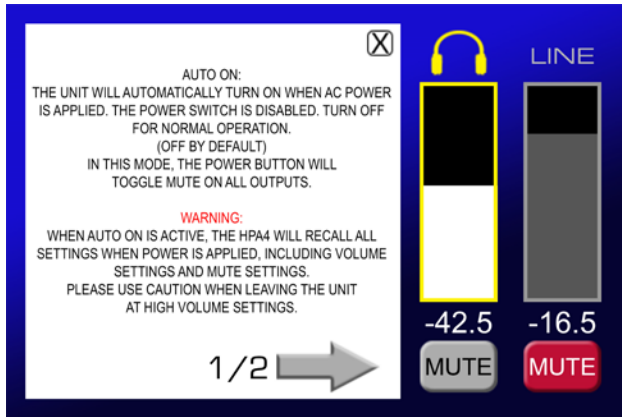 X
AUTO ON:
THE UNIT WILL AUTOMATICALLY TURN ON WHEN AC POWER
IS APPLIED. THE POWER SWITCH IS DISABLED. TURN OFF
FOR NORMAL OPERATION.
(OFF BY DEFAULT)
IN THIS MODE, THE POWER BUTTON WILL
TOGGLE MUTE ON ALL OUTPUTS.
WARNING:
WHEN AUTO ON IS ACTIVE, THE HPA4 WILL RECALL ALL
SETTINGS WHEN POWER IS APPLIED, INCLUDING VOLUME
SETTINGS AND MUTE SETTINGS.
PLEASE USE CAUTION WHEN LEAVING THE UNIT
AT HIGH VOLUME SETTINGS.
1/2
LINE
-42.5
-16.5
MUTE
MUTE